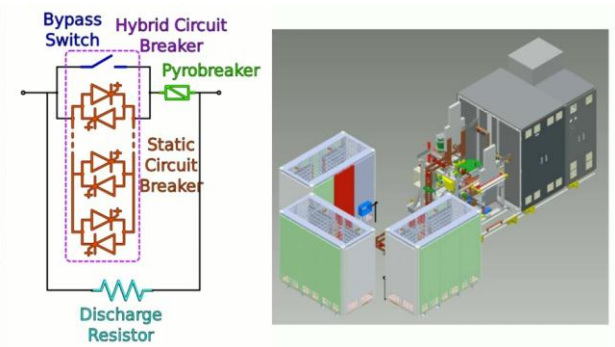 Bypass
Switch
Hybrid Circuit
Breaker
Pyrobreaker
Static
Circuit
Breaker
Discharge
Resistor